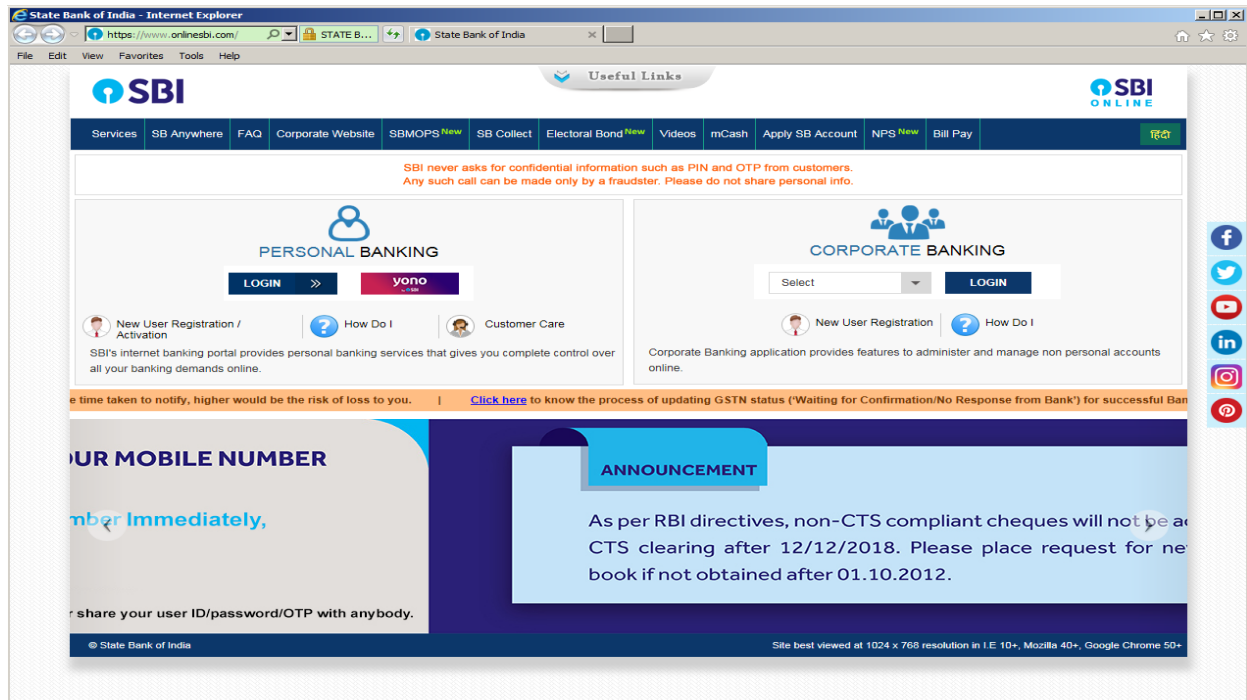 State Bank of India - Internet Explorer
https://www.onlinesbi.com/ STATE B... State Bank of India
File Edit View Favorites Tools Help
Useful Links
SBI
SBI
ONLINE
Services SB Anywhere FAQ Corporate Website SBMOPS New SB Collect Electoral Bond New Videos mCash Apply SB Account NPS New Bill Pay हिंदी
SBI never asks for confidential information such as PIN and OTP from customers.
Any such call can be made only by a fraudster. Please do not share personal info.
PERSONAL BANKING
LOGIN » yono
by SBI
New User Registration /
Activation
How Do I
Customer Care
SBI's internet banking portal provides personal banking services that gives you complete control over
all your banking demands online.
CORPORATE BANKING
Select LOGIN
New User Registration How Do I
Corporate Banking application provides features to administer and manage non personal accounts
online.
e time taken to notify, higher would be the risk of loss to you. | Click here to know the process of updating GSTN status ('Waiting for Confirmation/No Response from Bank') for successful Ban
OUR MOBILE NUMBER
mber Immediately,
r share your user ID/password/OTP with anybody.
ANNOUNCEMENT
As per RBI directives, non-CTS compliant cheques will not be ac
CTS clearing after 12/12/2018. Please place request for ne
book if not obtained after 01.10.2012.
© State Bank of India
Site best viewed at 1024 x 768 resolution in I.E 10+, Mozilla 40+, Google Chrome 50+